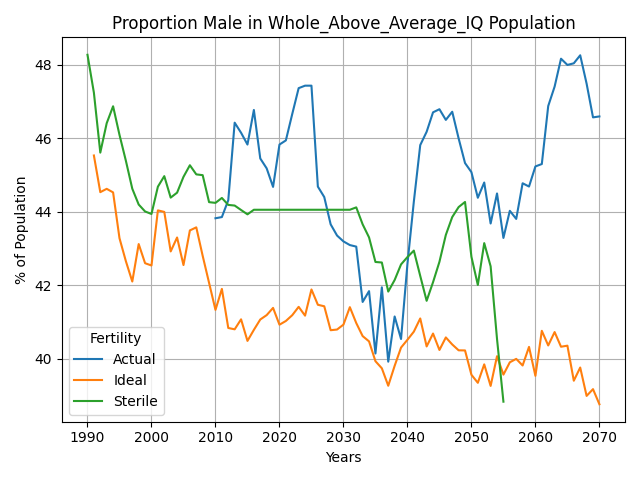 Proportion Male in Whole_Above_Average_IQ Population
% of Population
48
46
44
42
40
Fertility
Actual
Ideal
Sterile
1990 2000 2010 2020 2030 2040 2050 2060 2070
Years